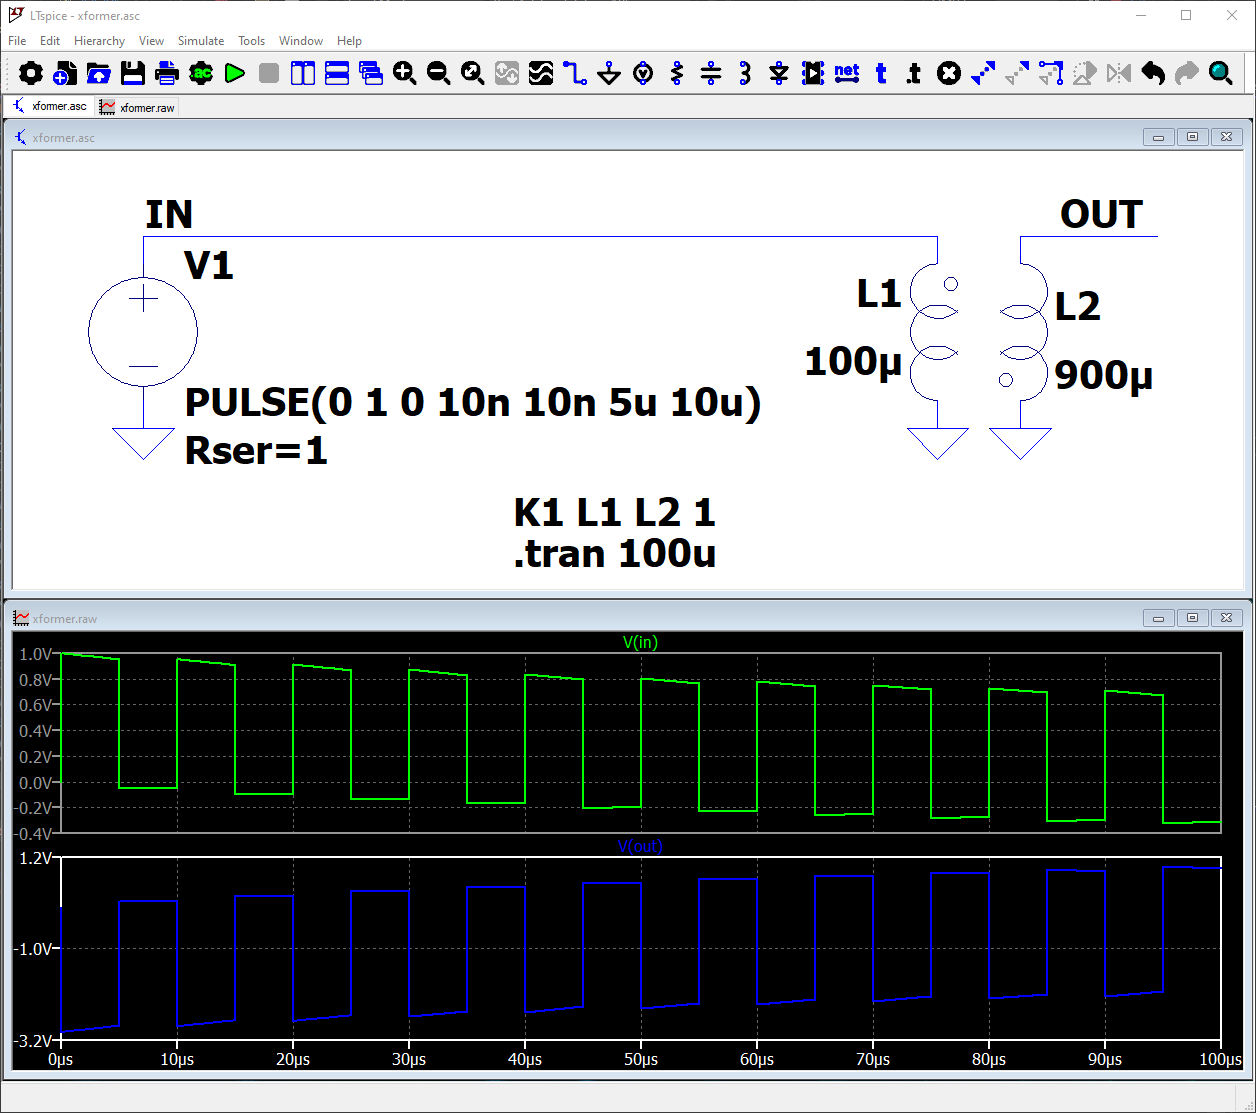 LTspice - xformer.asc
File Edit Hierarchy View Simulate Tools Window Help
.ac net t .t
xformer.asc xformer.raw
xformer.asc
IN
OUT
V1
L1
L2
100µ
900µ
PULSE(0 1 0 10n 10n 5u 10u)
Rser=1
K1 L1 L2 1
.tran 100u
xformer.raw
V(in)
1.0V
0.8V
0.6V
0.4V
0.2V
0.0V
-0.2V
-0.4V
V(out)
1.2V
-1.0V
-3.2V
0µs 10µs 20µs 30µs 40µs 50µs 60µs 70µs 80µs 90µs 100µs